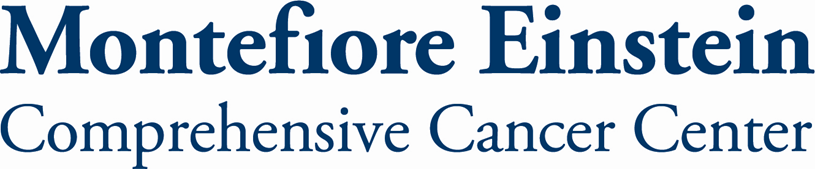 Montefiore Einstein
Comprehensive Cancer Center